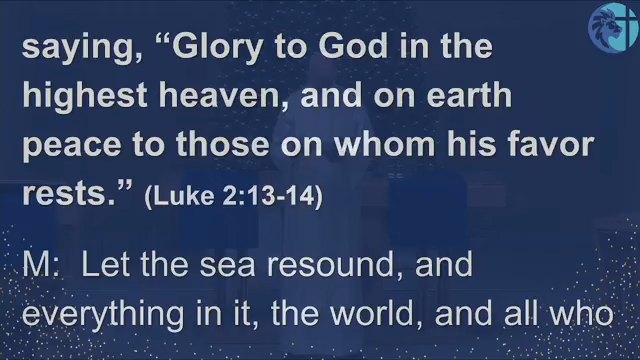 saying, “Glory to God in the
highest heaven, and on earth
peace to those on whom his favor
rests.” (Luke 2:13-14)
M: Let the sea resound, and
everything in it, the world, and all who